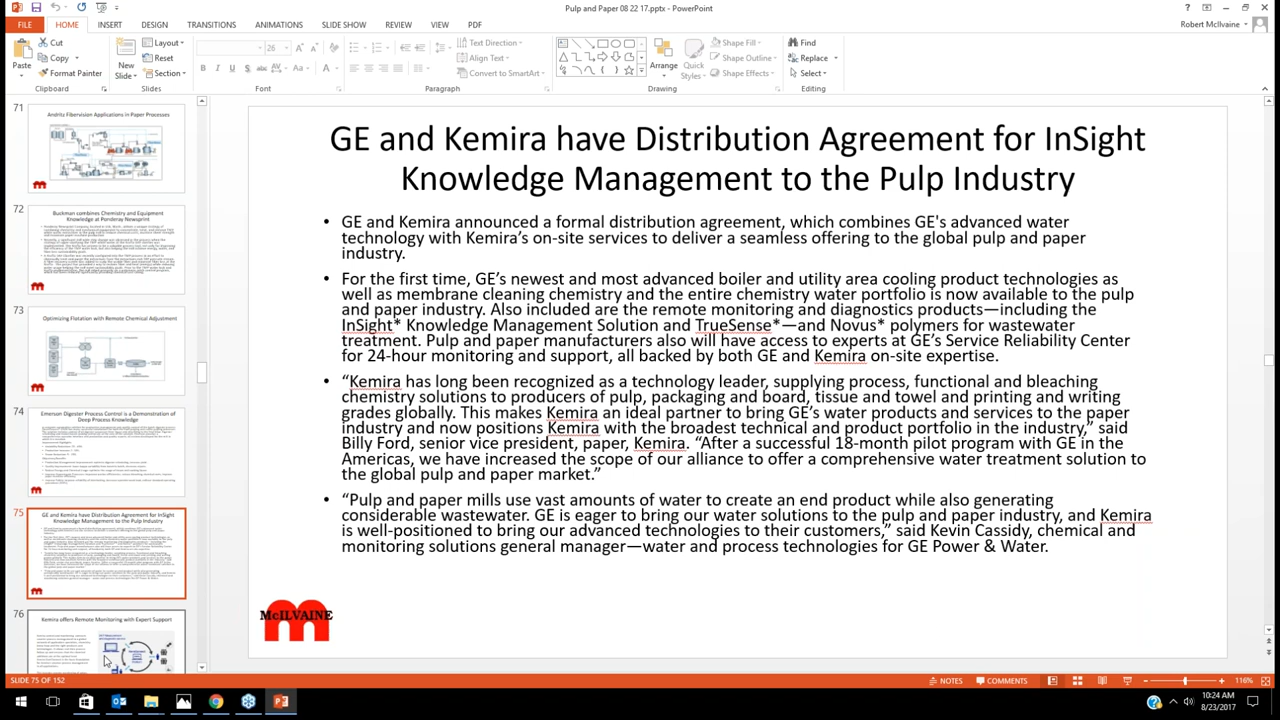 Pulp and Paper 08 22 17.pptx - PowerPoint
FILE HOME INSERT DESIGN TRANSITIONS ANIMATIONS SLIDE SHOW REVIEW VIEW PDF
Robert McIlvaine
Paste
Cut
Copy
Format Painter
Clipboard
New Slide
Layout
Reset
Section
Slides
26
Font
Text Direction
Align Text
Convert to SmartArt
Paragraph
Arrange
Quick Styles
Shape Fill
Shape Outline
Shape Effects
Drawing
Find
Replace
Select
Editing
71
Andritz Fibervision Applications in Paper Processes
72
Buckman combines Chemistry and Equipment
Knowledge at Ponderay Newsprint
73
Optimizing Flotation with Remote Chemical Adjustment
74
Emerson Digester Process Control is a Demonstration of
Deep Process Knowledge
75
GE and Kemira have Distribution Agreement for InSight
Knowledge Management to the Pulp Industry
76
Kemira offers Remote Monitoring with Expert Support
GE and Kemira have Distribution Agreement for InSight
Knowledge Management to the Pulp Industry
• GE and Kemira announced a formal distribution agreement that combines GE's advanced water
technology with Kamira's on-site services to deliver a seamless offering to the global pulp and paper
industry.
• For the first time, GE's newest and most advanced boiler and utility area cooling product technologies as
well as membrane cleaning chemistry and the entire chemistry water portfolio is now available to the pulp
and paper industry. Also included are the remote monitoring and diagnostics products—including the
InSight* Knowledge Management Solution and TrueSense*—and Novus* polymers for wastewater
treatment. Pulp and paper manufacturers also will have access to experts at GE's Service Reliability Center
for 24-hour monitoring and support, all backed by both GE and Kemira on-site expertise.
• “Kemira has long been recognized as a technology leader, supplying process, functional and bleaching
chemistry solutions to producers of pulp, packaging and board, tissue and towel and printing and writing
grades globally. This makes Kemira an ideal partner to bring GE's water products and services to the paper
industry and now positions Kemira with the broadest technical and product portfolio in the industry,” said
Billy Ford, senior vice president, paper, Kemira. “After a successful 18-month pilot program with GE in the
Americas, we have increased the scope of our alliance to offer a comprehensive water treatment solution to
the global pulp and paper market.”
• “Pulp and paper mills use vast amounts of water to create an end product while also generating
considerable wastewater. GE is eager to bring our water solutions to the pulp and paper industry, and Kemira
is well-positioned to bring our advanced technologies to their customers,” said Kevin Cassidy, chemical and
monitoring solutions general manager—water and process technologies for GE Power & Water.
McILVAINE
SLIDE 75 OF 152
NOTES
COMMENTS
116%
10:24 AM
8/23/2017